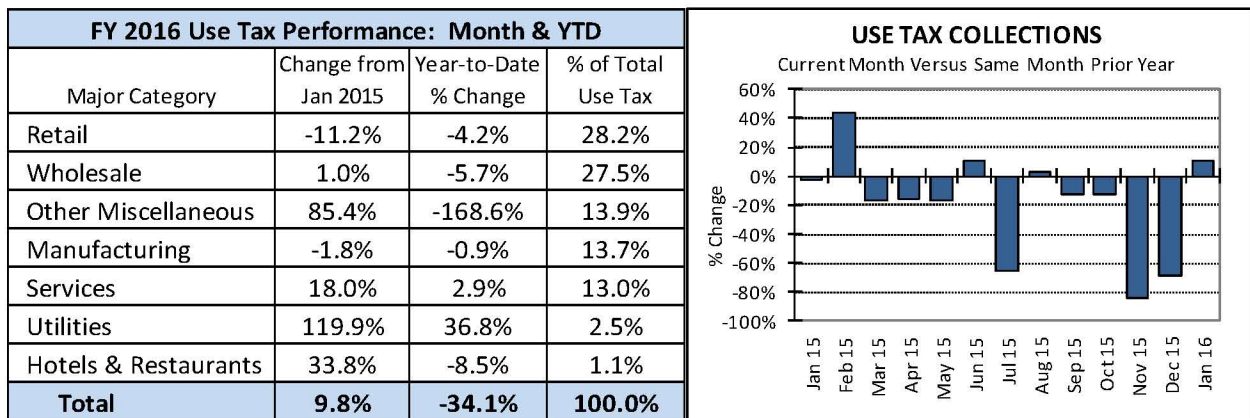 FY 2016 Use Tax Performance: Month & YTD
Major Category Change from Jan 2015 Year-to-Date % Change % of Total Use Tax
Retail -11.2% -4.2% 28.2%
Wholesale 1.0% -5.7% 27.5%
Other Miscellaneous 85.4% -168.6% 13.9%
Manufacturing -1.8% -0.9% 13.7%
Services 18.0% 2.9% 13.0%
Utilities 119.9% 36.8% 2.5%
Hotels & Restaurants 33.8% -8.5% 1.1%
Total 9.8% -34.1% 100.0%
USE TAX COLLECTIONS
Current Month Versus Same Month Prior Year
% Change
60%
40%
20%
0%
-20%
-40%
-60%
-80%
-100%
Jan 15
Feb 15
Mar 15
Apr 15
May 15
Jun 15
Jul 15
Aug 15
Sep 15
Oct 15
Nov 15
Dec 15
Jan 16